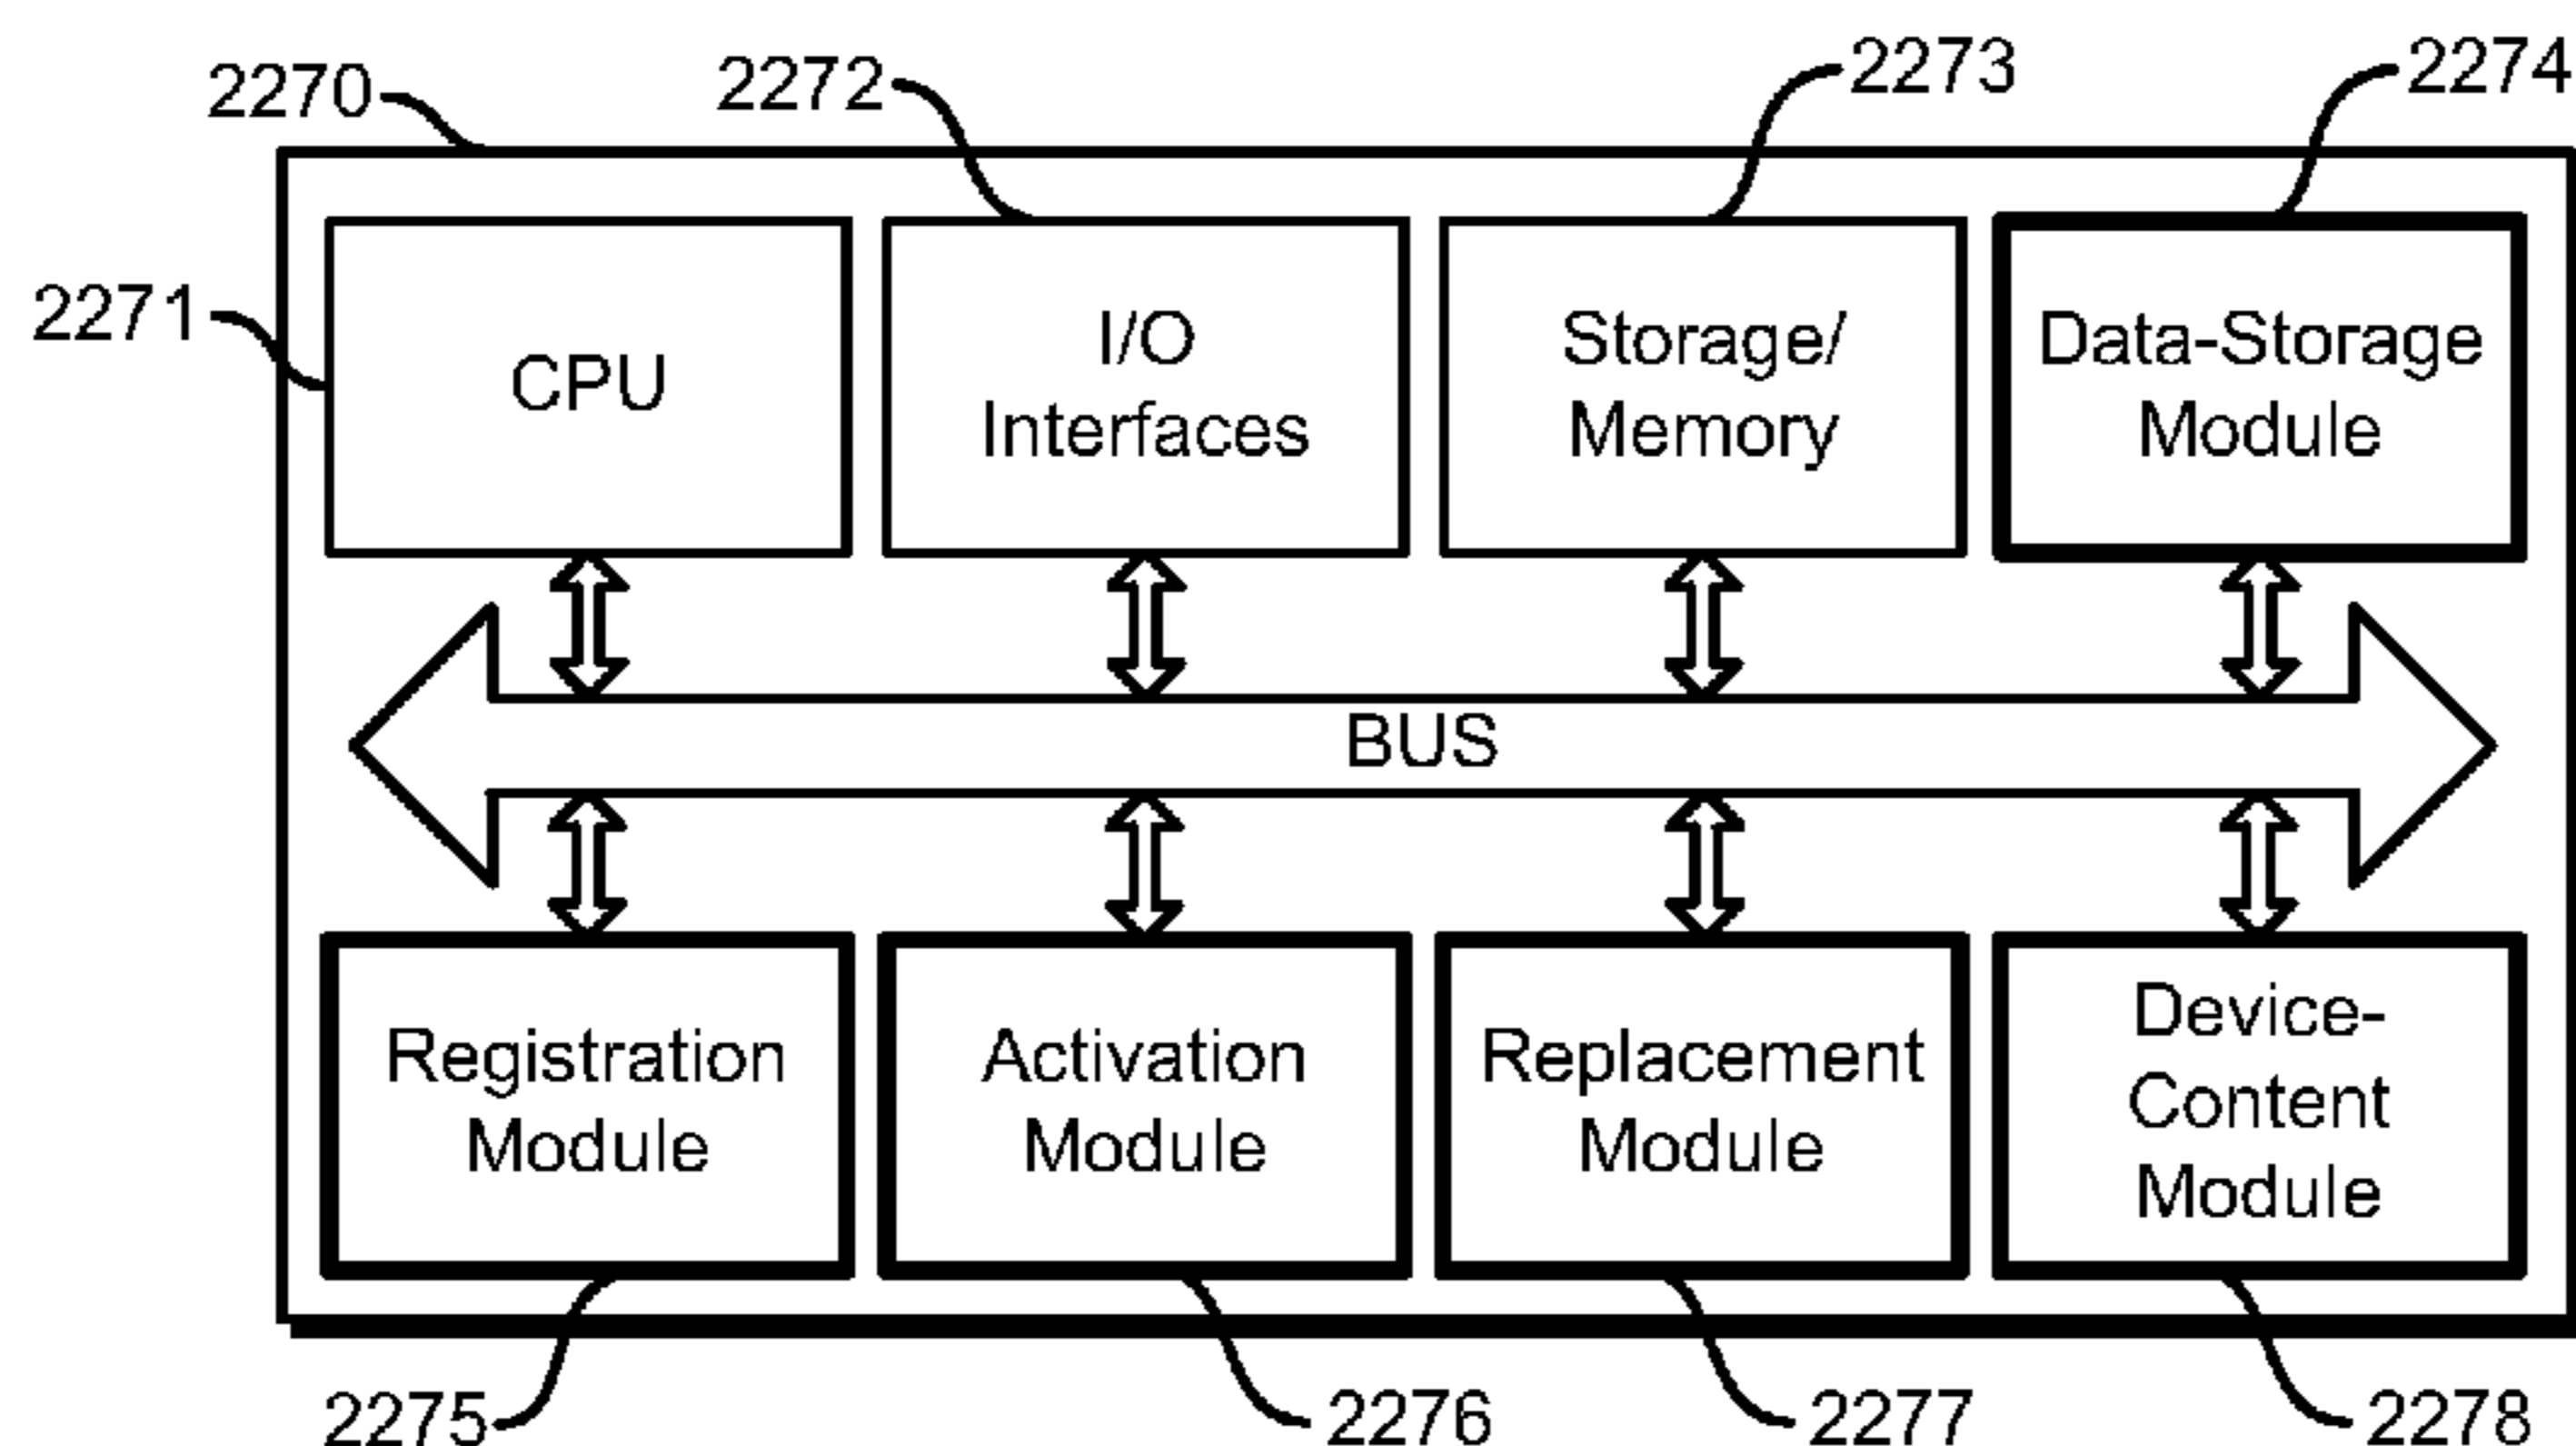 2270
2272
2273
2274
2271
CPU
I/O
Interfaces
Storage/
Memory
Data-Storage
Module
BUS
Registration
Module
Activation
Module
Replacement
Module
Device-
Content
Module
2275
2276
2277
2278